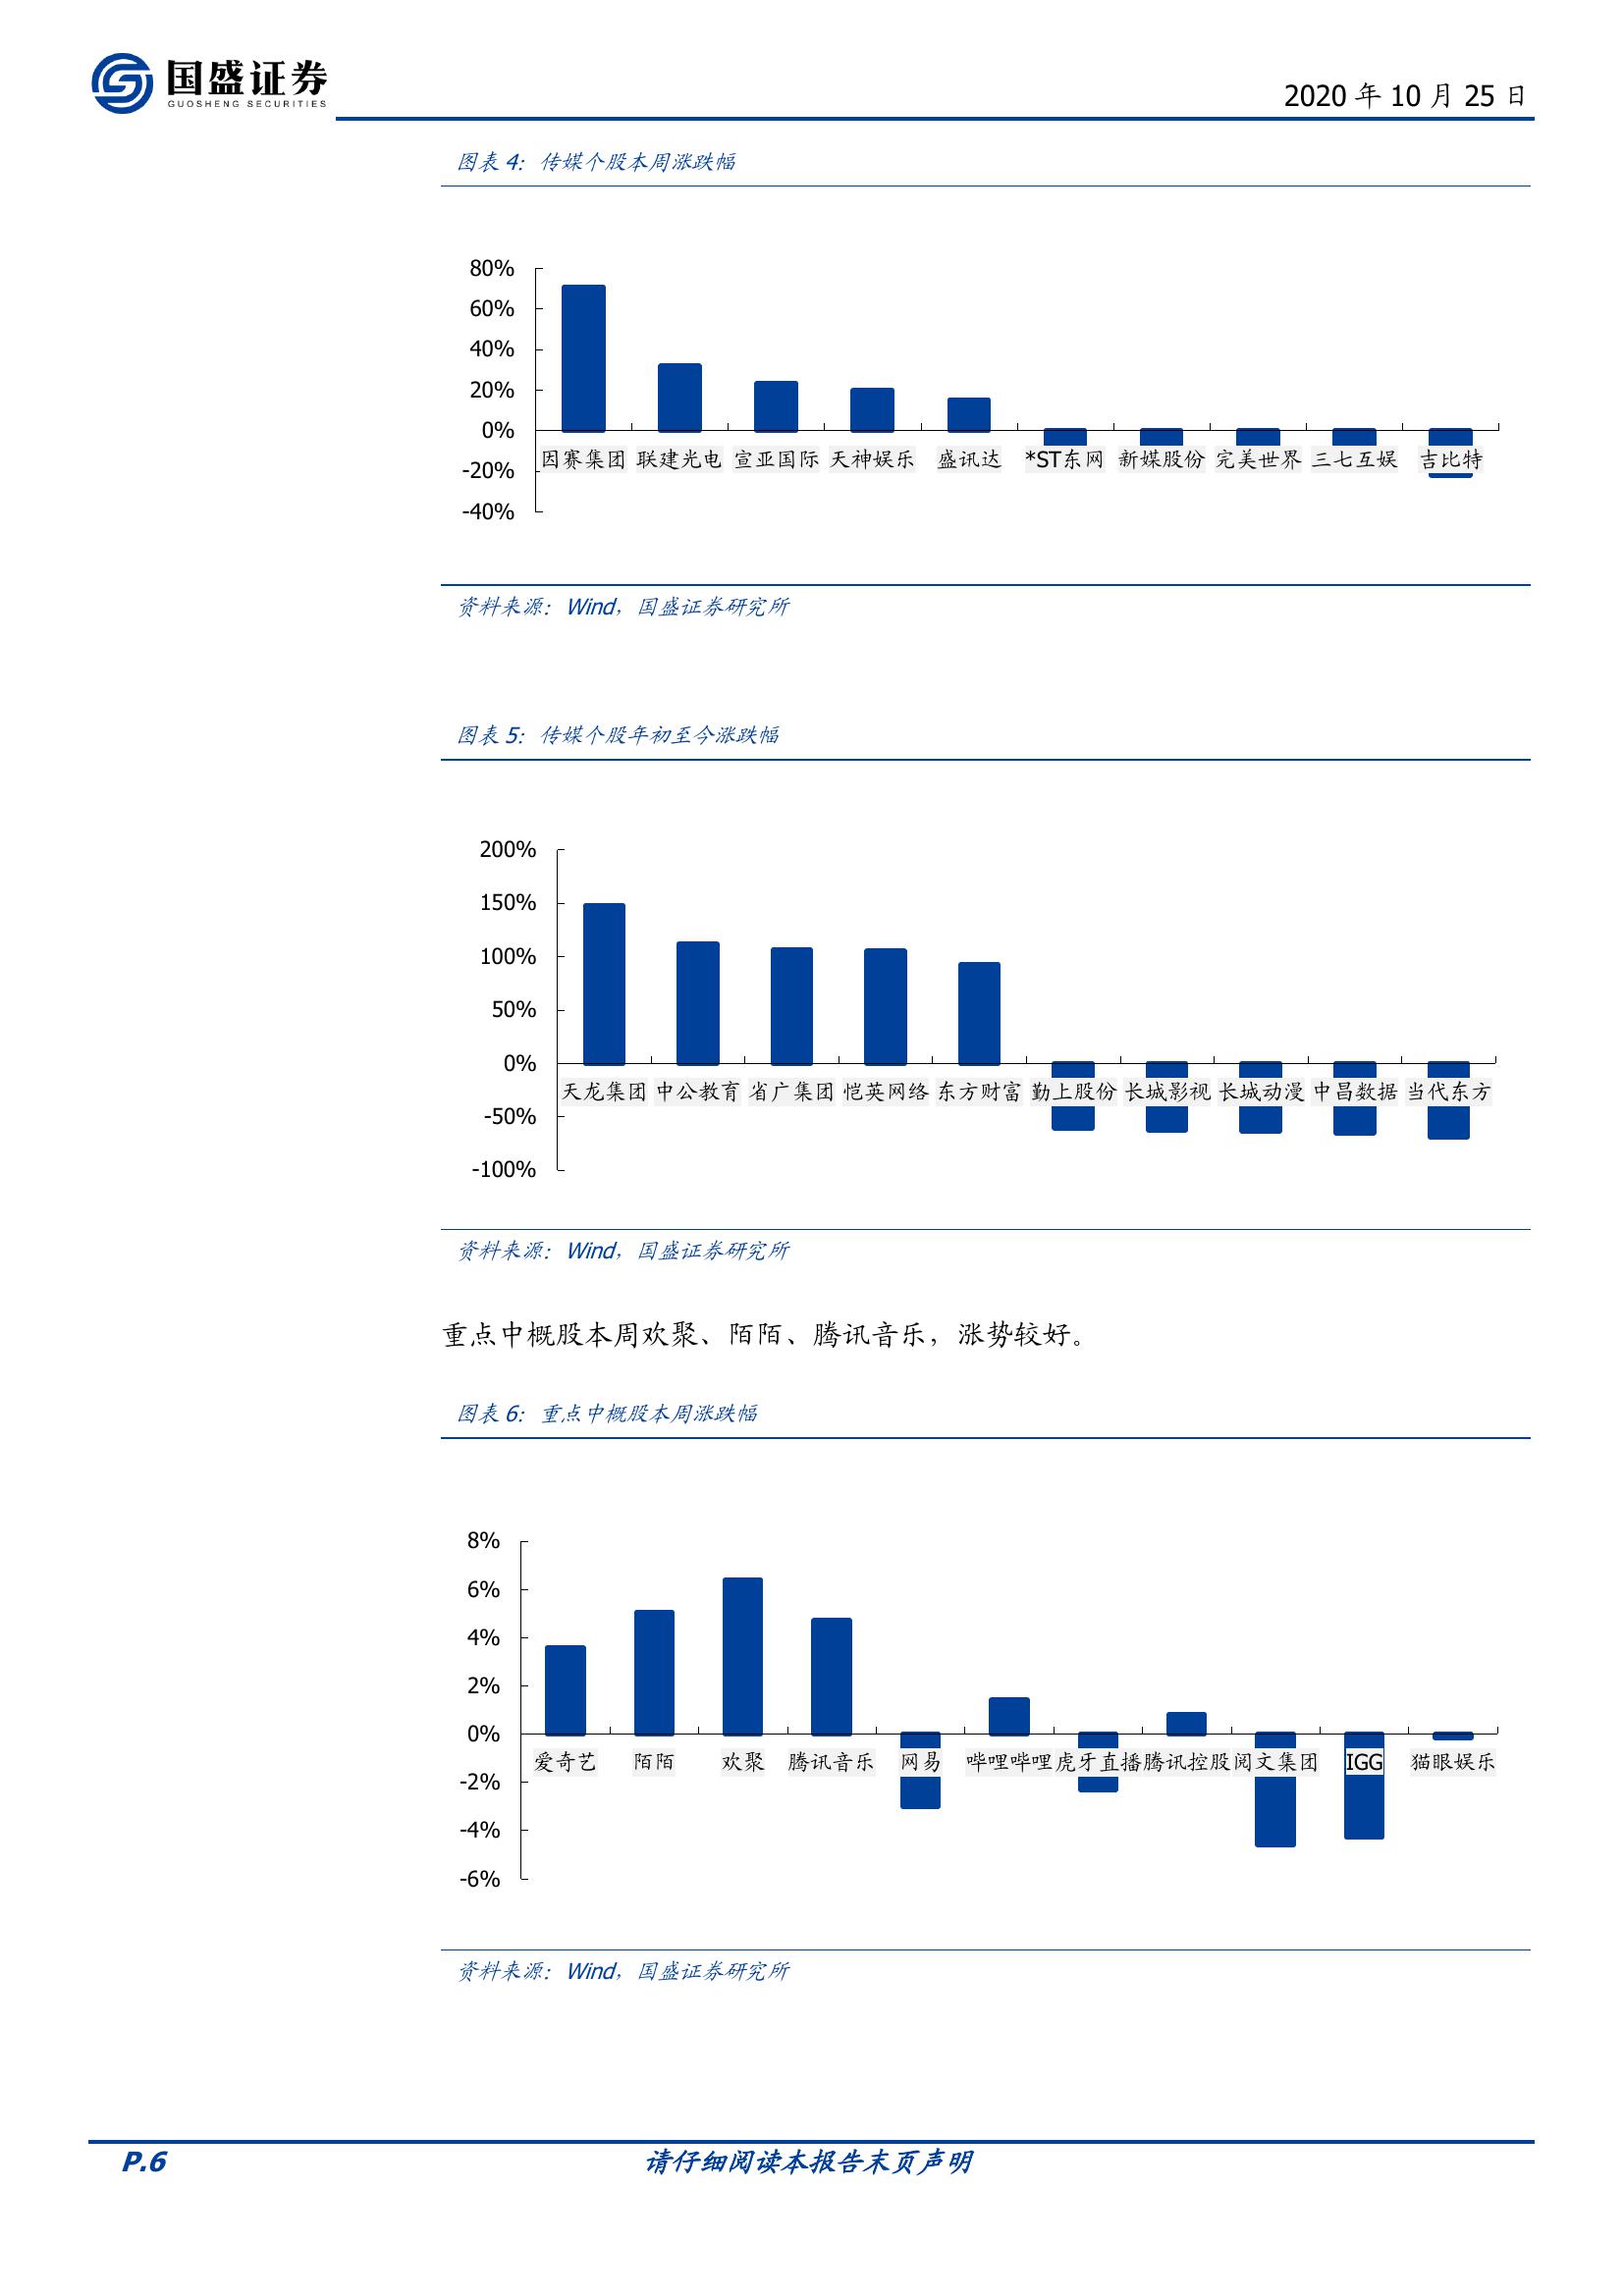 国盛证券
GUOSHENG SECURITIES
2020 年 10 月 25 日
图表 4：传媒个股本周涨跌幅
80%
60%
40%
20%
0%
-20%
-40%
因赛集团 联建光电 宣亚国际 天神娱乐 盛讯达 *ST东网 新媒股份 完美世界 三七互娱 吉比特
资料来源：Wind，国盛证券研究所
图表 5：传媒个股年初至今涨跌幅
200%
150%
100%
50%
0%
-50%
-100%
天龙集团 中公教育 省广集团 恺英网络 东方财富 勤上股份 长城影视 长城动漫 中昌数据 当代东方
资料来源：Wind，国盛证券研究所
重点中概股本周欢聚、陌陌、腾讯音乐，涨势较好。
图表 6：重点中概股本周涨跌幅
8%
6%
4%
2%
0%
-2%
-4%
-6%
爱奇艺 陌陌 欢聚 腾讯音乐 网易 哔哩哔哩 虎牙直播 腾讯控股 阅文集团 IGG 猫眼娱乐
资料来源：Wind，国盛证券研究所
P.6 请仔细阅读本报告末页声明